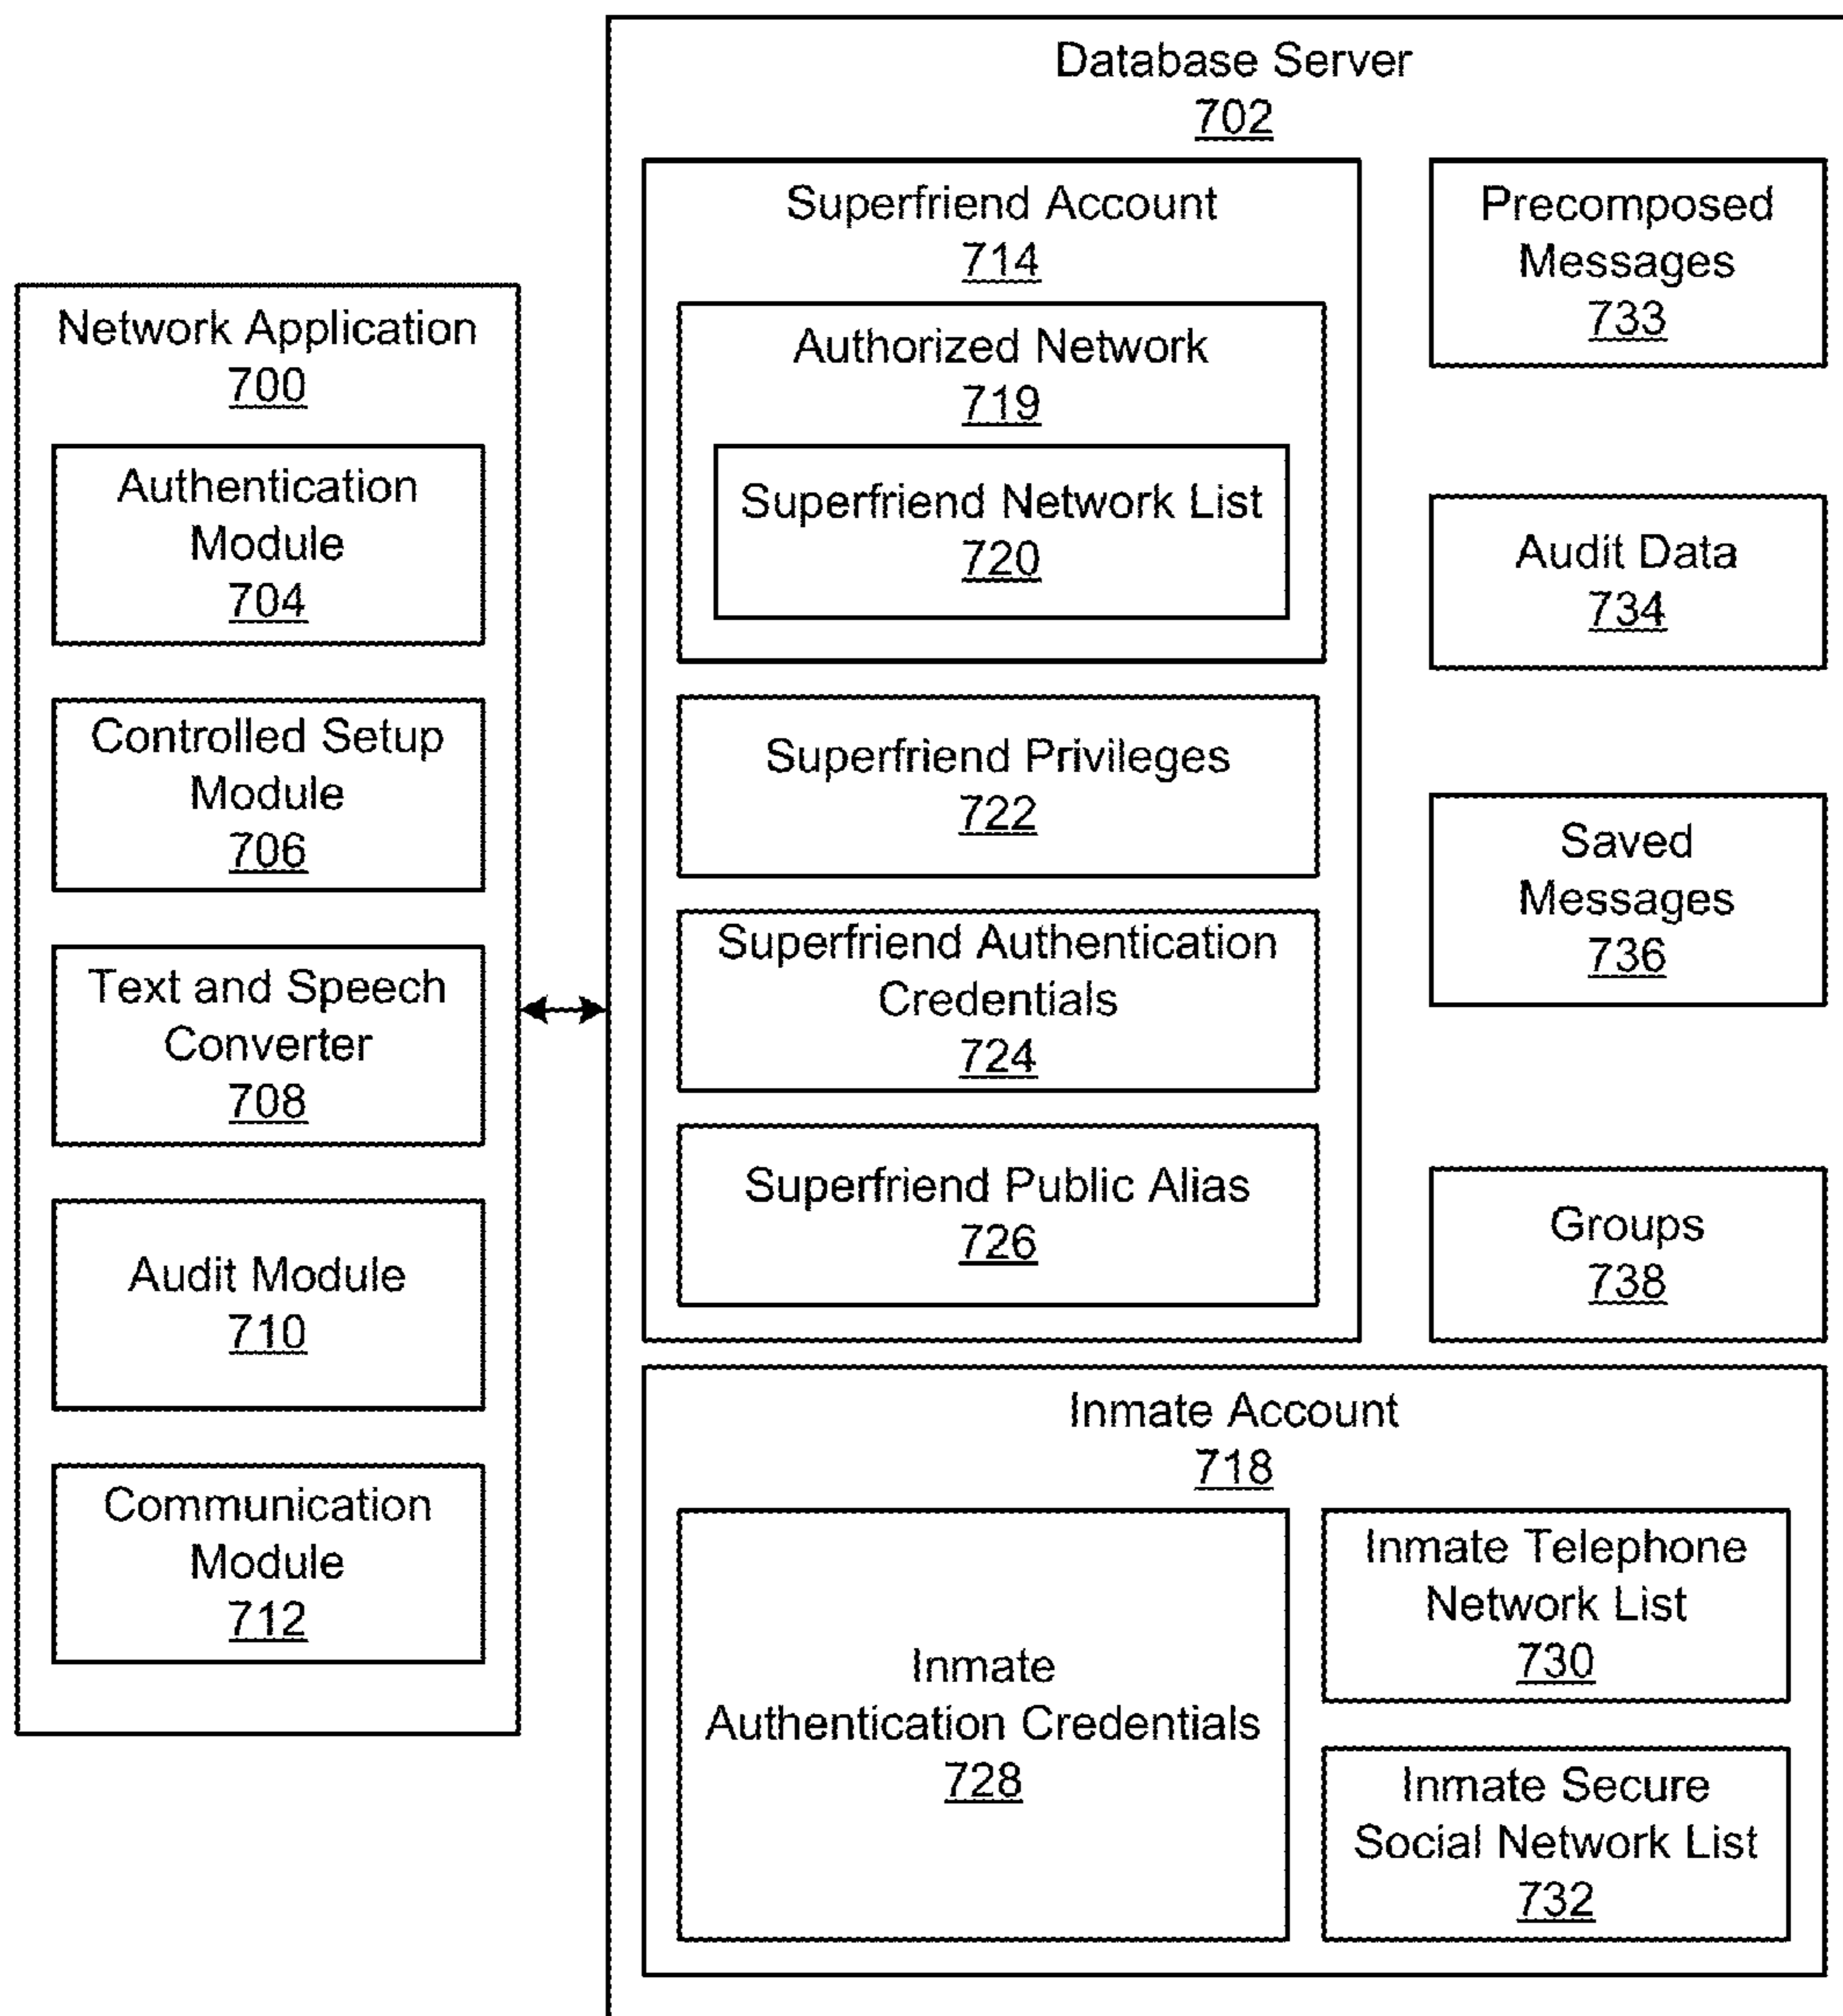 Database Server
702
Superfriend Account
714
Authorized Network
719
Superfriend Network List
720
Superfriend Privileges
722
Superfriend Authentication
Credentials
724
Superfriend Public Alias
726
Precomposed
Messages
733
Audit Data
734
Saved
Messages
736
Groups
738
Network Application
700
Authentication
Module
704
Controlled Setup
Module
706
Text and Speech
Converter
708
Audit Module
710
Communication
Module
712
Inmate Account
718
Inmate
Authentication Credentials
728
Inmate Telephone
Network List
730
Inmate Secure
Social Network List
732